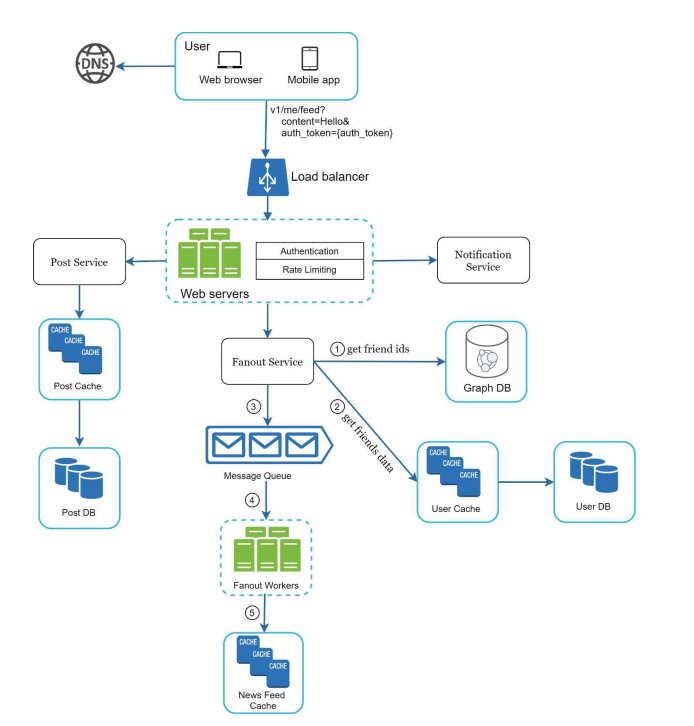 User
DNS
Web browser
Mobile app
v1/me/feed?
content=Hello&
auth_token={auth_token}
Load balancer
Authentication
Rate Limiting
Web servers
Post Service
Notification
Service
CACHE
CACHE
CACHE
Post Cache
Post DB
Fanout Service
1 get friend ids
Graph DB
2
get friends data
3
Message Queue
CACHE
CACHE
CACHE
User Cache
User DB
4
Fanout Workers
5
CACHE
CACHE
CACHE
News Feed
Cache